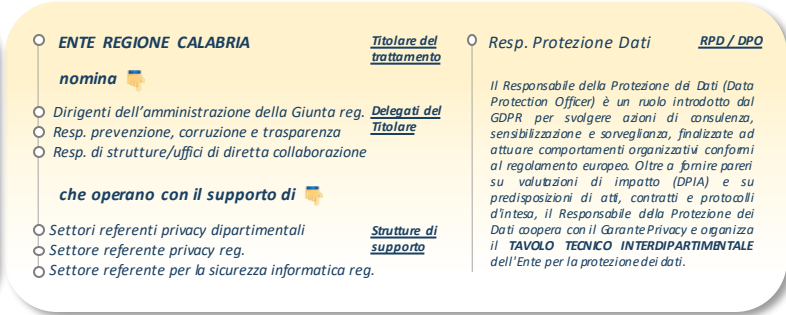 ENTE REGIONE CALABRIA
Titolare del
trattamento
nomina
Dirigenti dell'amministrazione della Giunta reg.
Resp. prevenzione, corruzione e trasparenza
Resp. di strutture/uffici di diretta collaborazione
Delegati del
Titolare
che operano con il supporto di
Settori referenti privacy dipartimentali
Settore referente privacy reg.
Settore referente per la sicurezza informatica reg.
Strutture di
supporto
Resp. Protezione Dati
RPD / DPO
Il Responsabile della Protezione dei Dati (Data
Protection Officer) è un ruolo introdotto dal
GDPR per svolgere azioni di consulenza,
sensibilizzazione e sorveglianza, finalizzate ad
attuare comportamenti organizzativi conformi
al regolamento europeo. Oltre a fornire pareri
su valutazioni di impatto (DPIA) e su
predisposizioni di atti, contratti e protocolli
d'intesa, il Responsabile della Protezione dei
Dati coopera con il Garante Privacy e organizza
il TAVOLO TECNICO INTERDIPARTIMENTALE
dell'Ente per la protezione dei dati.